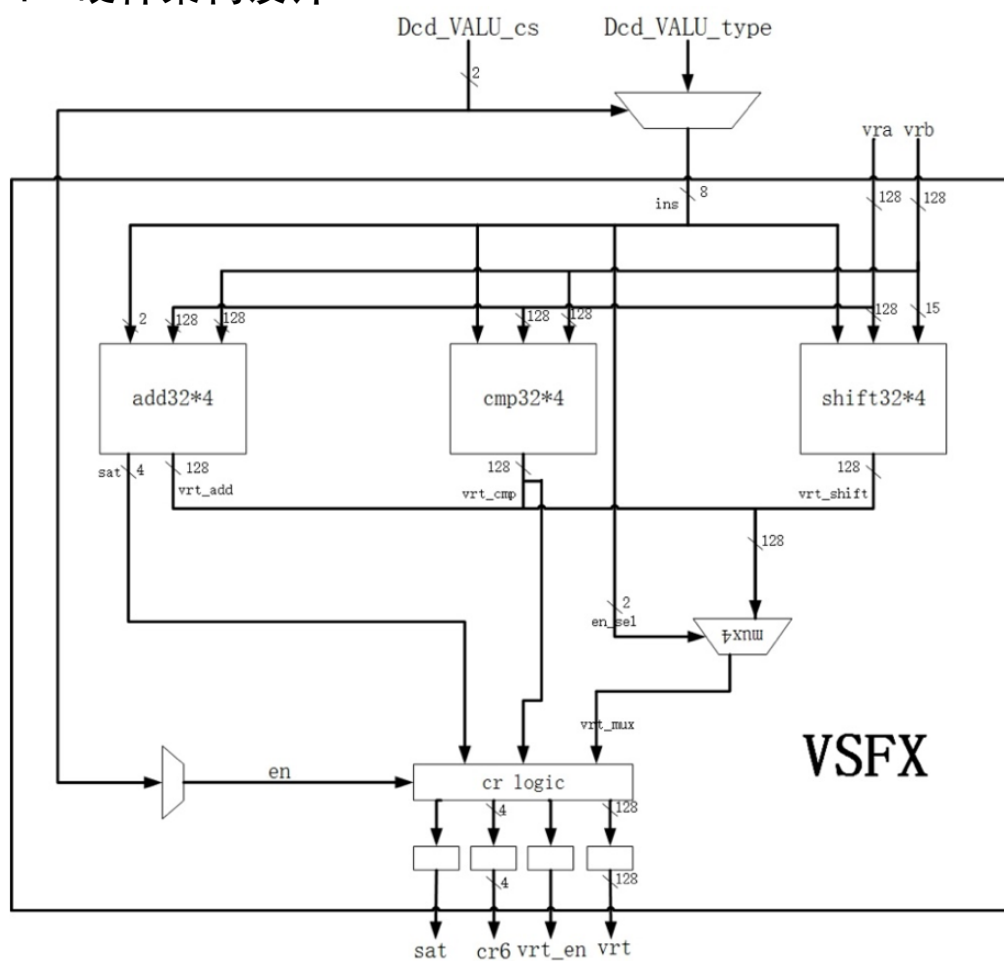 Dcd_VALU_cs
Dcd_VALU_type
2
vra vrb
8
128
128
ins
2
128
128
128
128
128
15
add32*4
cmp32*4
shift32*4
sat
4
128
128
128
vrt_add
vrt_cmp
vrt_shift
128
2
en_sel
mux4
vrt_mux
VSFX
en
cr logic
4
128
4
128
sat
cr6
vrt_en
vrt